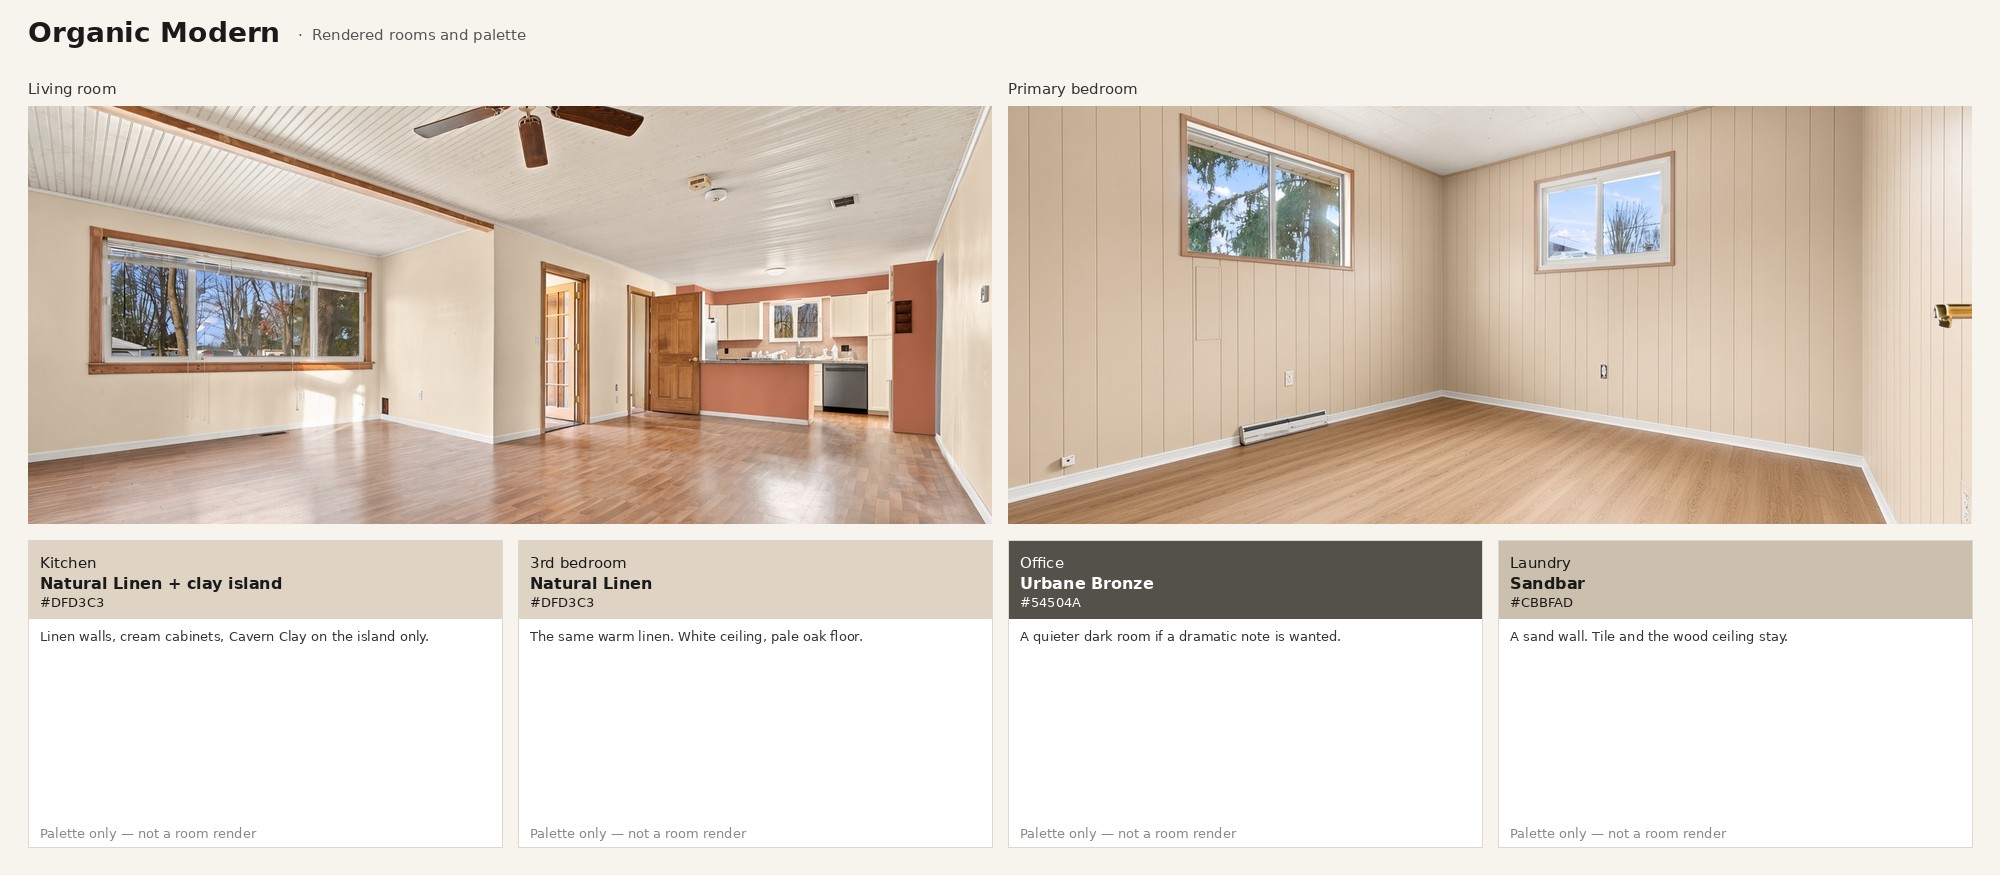 Organic Modern · Rendered rooms and palette
Living room
Primary bedroom
Kitchen
Natural Linen + clay island
#DFD3C3
Linen walls, cream cabinets, Cavern Clay on the island only.
Palette only — not a room render
3rd bedroom
Natural Linen
#DFD3C3
The same warm linen. White ceiling, pale oak floor.
Palette only — not a room render
Office
Urbane Bronze
#54504A
A quieter dark room if a dramatic note is wanted.
Palette only — not a room render
Laundry
Sandbar
#CBBFAD
A sand wall. Tile and the wood ceiling stay.
Palette only — not a room render